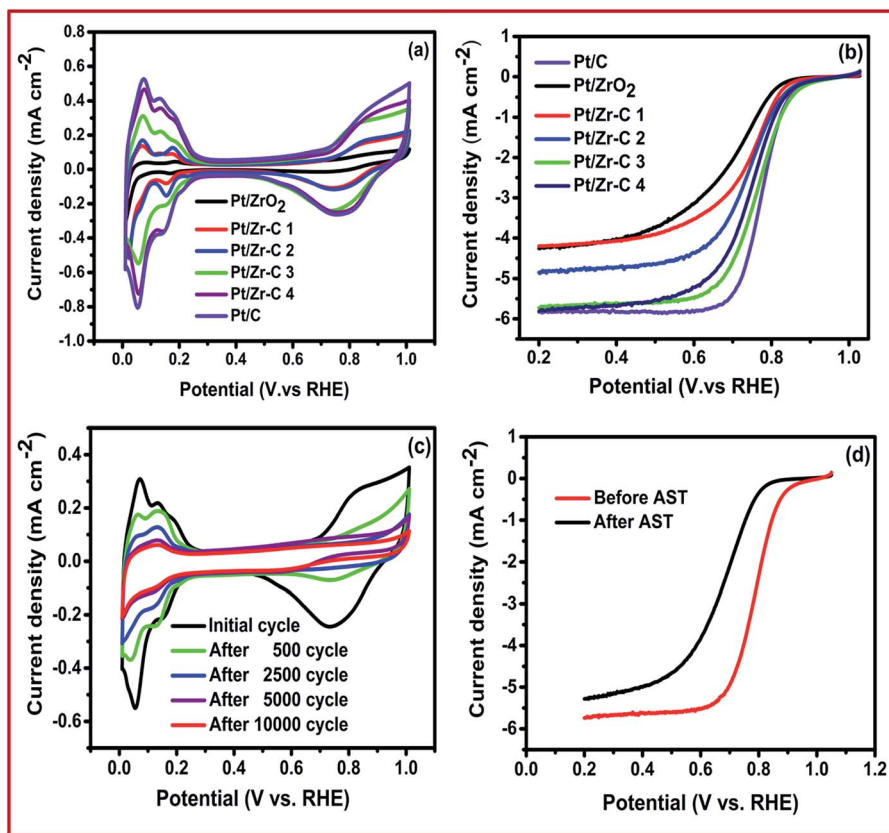 (a)
Current density (mA cm-2)
0.8
0.6
0.4
0.2
0.0
-0.2
-0.4
-0.6
-0.8
-1.0
Pt/ZrO2
Pt/Zr-C 1
Pt/Zr-C 2
Pt/Zr-C 3
Pt/Zr-C 4
Pt/C
0.0 0.2 0.4 0.6 0.8 1.0
Potential (V.vs RHE)
(b)
Current density (mA cm-2)
1
0
-1
-2
-3
-4
-5
-6
Pt/C
Pt/ZrO2
Pt/Zr-C 1
Pt/Zr-C 2
Pt/Zr-C 3
Pt/Zr-C 4
0.2 0.4 0.6 0.8 1.0
Potential (V.vs RHE)
(c)
Current density (mA cm-2)
0.4
0.2
0.0
-0.2
-0.4
-0.6
Initial cycle
After 500 cycle
After 2500 cycle
After 5000 cycle
After 10000 cycle
0.0 0.2 0.4 0.6 0.8 1.0
Potential (V vs. RHE)
(d)
Current density (mA cm-2)
1
0
-1
-2
-3
-4
-5
-6
Before AST
After AST
0.0 0.2 0.4 0.6 0.8 1.0 1.2
Potential (V vs. RHE)